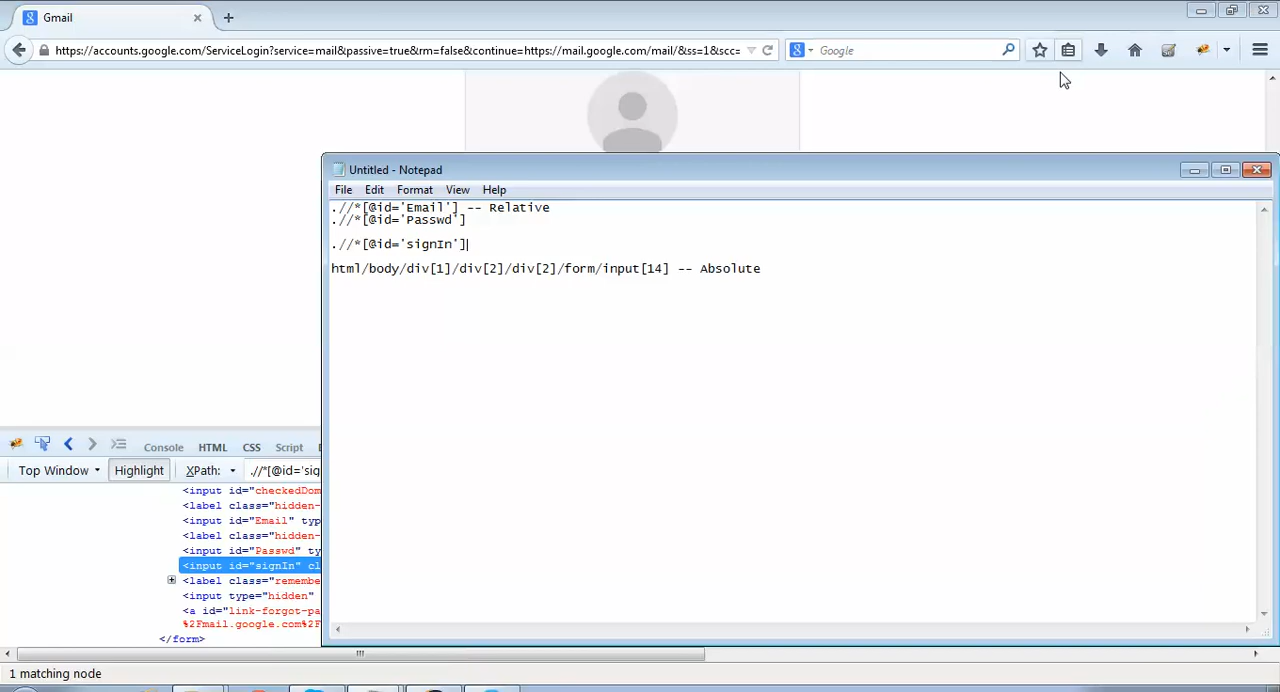 Gmail
https://accounts.google.com/ServiceLogin?service=mail&passive=true&rm=false&continue=https://mail.google.com/mail/&ss=1&scc=
Google
Untitled - Notepad
File Edit Format View Help
.//*[@id='Email'] -- Relative
.//*[@id='Passwd']
.//*[@id='signIn']
html/body/div[1]/div[2]/div[2]/form/input[14] -- Absolute
Console HTML CSS Script
Top Window Highlight XPath: .//*[@id='sig
<input id="checkedDom
<label class="hidden-
<input id="Email" typ
<label class="hidden-
<input id="Passwd" ty
<input id="signIn" cl
<label class="remembe
<input type="hidden"
<a id="link-forgot-pa
%2Fmail.google.com%2F
</form>
1 matching node